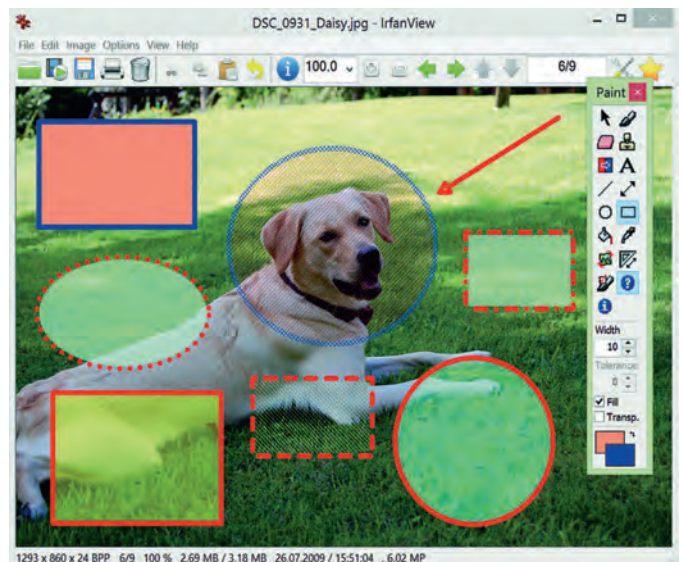 DSC_0931_Daisy.jpg - IrfanView
File Edit Image Options View Help
100.0
6/9
Paint
A
Width
10
Tolerance:
0
Fill
Transp.
1293 x 860 x 24 BPP 6/9 100 % 2.69 MB / 3.18 MB 26.07.2009 / 15:51:04 , 6.02 MP